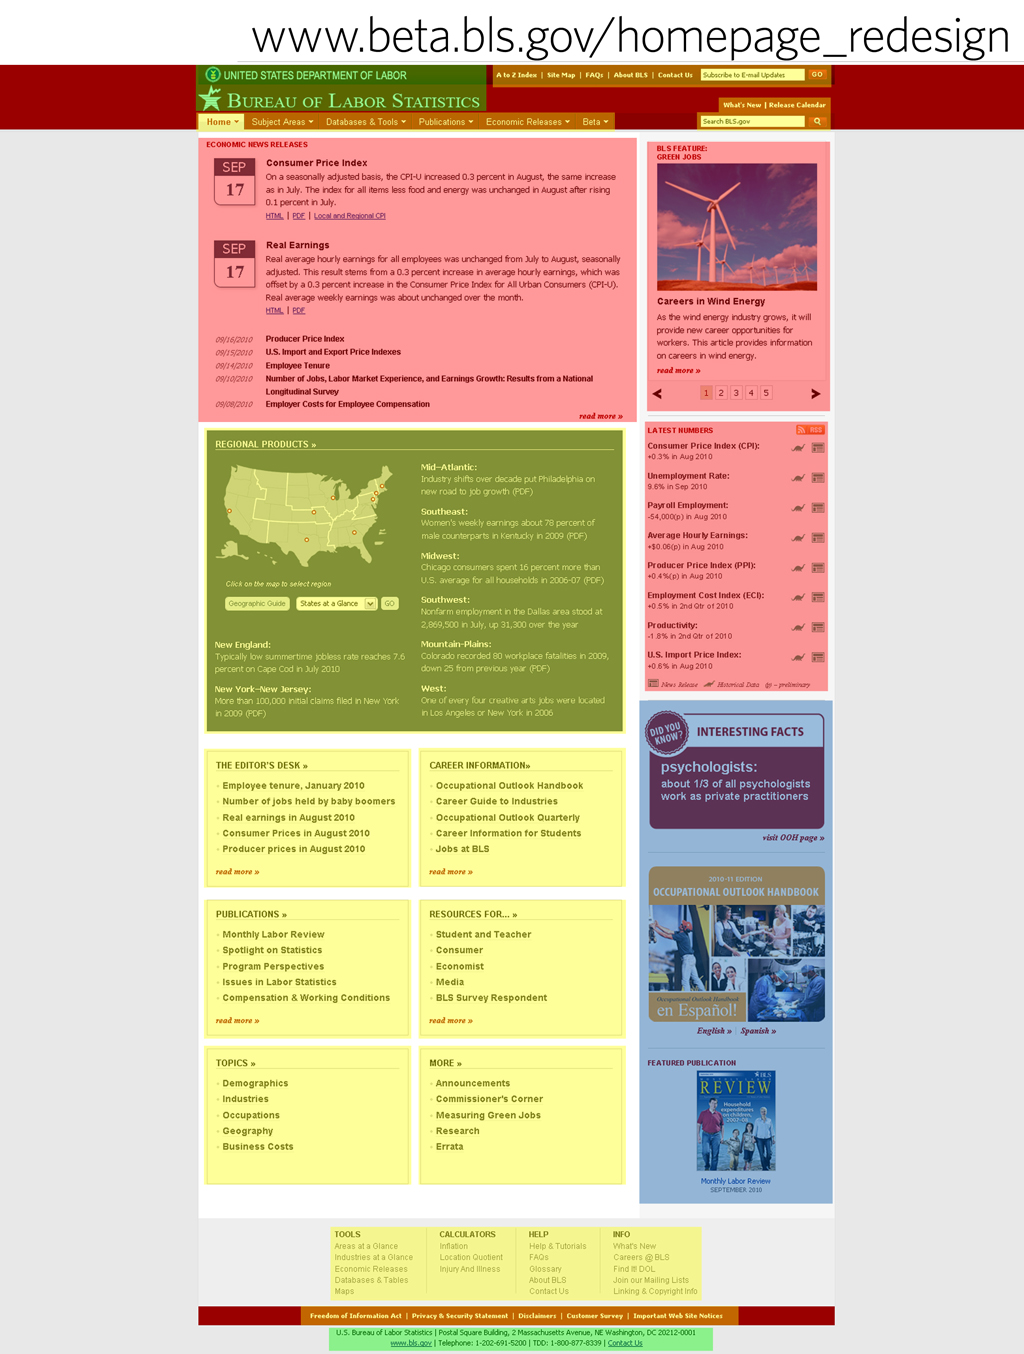 www.beta.bls.gov/homepage_redesign
UNITED STATES DEPARTMENT OF LABOR
BUREAU OF LABOR STATISTICS
A to Z Index | Site Map | FAQs | About BLS | Contact Us
Subscribe to E-mail Updates GO
What's New | Release Calendar
Home Subject Areas Databases & Tools Publications Economic Releases Beta
Search BLS.gov
ECONOMIC NEWS RELEASES
SEP
17
Consumer Price Index
On a seasonally adjusted basis, the CPI-U increased 0.3 percent in August, the same increase
as in July. The index for all items less food and energy was unchanged in August after rising
0.1 percent in July.
HTML | PDF | Local and Regional CPI
SEP
17
Real Earnings
Real average hourly earnings for all employees was unchanged from July to August, seasonally
adjusted. This result stems from a 0.3 percent increase in average hourly earnings, which was
offset by a 0.3 percent increase in the Consumer Price Index for All Urban Consumers (CPI-U).
Real average weekly earnings was about unchanged over the month.
HTML | PDF
09/16/2010 Producer Price Index
09/15/2010 U.S. Import and Export Price Indexes
09/14/2010 Employee Tenure
09/10/2010 Number of Jobs, Labor Market Experience, and Earnings Growth: Results from a National
Longitudinal Survey
09/08/2010 Employer Costs for Employee Compensation
read more »
BLS FEATURE:
GREEN JOBS
Careers in Wind Energy
As the wind energy industry grows, it will
provide new career opportunities for
workers. This article provides information
on careers in wind energy.
read more »
1 2 3 4 5
LATEST NUMBERS
RSS
Consumer Price Index (CPI):
+0.3% in Aug 2010
Unemployment Rate:
9.6% in Sep 2010
Payroll Employment:
-54,000(p) in Aug 2010
Average Hourly Earnings:
+$0.06(p) in Aug 2010
Producer Price Index (PPI):
+0.4%(p) in Aug 2010
Employment Cost Index (ECI):
+0.5% in 2nd Qtr of 2010
Productivity:
-1.8% in 2nd Qtr of 2010
U.S. Import Price Index:
+0.6% in Aug 2010
News Release Historical Data (p) - preliminary
REGIONAL PRODUCTS »
Click on the map to select region
Geographic Guide States at a Glance GO
New England:
Typically low summertime jobless rate reaches 7.6
percent on Cape Cod in July 2010
New York–New Jersey:
More than 100,000 initial claims filed in New York
in 2009 (PDF)
Mid–Atlantic:
Industry shifts over decade put Philadelphia on
new road to job growth (PDF)
Southeast:
Women's weekly earnings about 78 percent of
male counterparts in Kentucky in 2009 (PDF)
Midwest:
Chicago consumers spent 16 percent more than
U.S. average for all households in 2006-07 (PDF)
Southwest:
Nonfarm employment in the Dallas area stood at
2,869,500 in July, up 31,300 over the year
Mountain-Plains:
Colorado recorded 80 workplace fatalities in 2009,
down 25 from previous year (PDF)
West:
One of every four creative arts jobs were located
in Los Angeles or New York in 2006
DID YOU KNOW?
INTERESTING FACTS
psychologists:
about 1/3 of all psychologists
work as private practitioners
visit OOH page »
2010-11 EDITION
OCCUPATIONAL OUTLOOK HANDBOOK
Occupational Outlook Handbook
en Español!
English » | Spanish »
FEATURED PUBLICATION
BLS
REVIEW
Household
expenditures
on children,
2007-08
Monthly Labor Review
SEPTEMBER 2010
THE EDITOR'S DESK »
Employee tenure, January 2010
Number of jobs held by baby boomers
Real earnings in August 2010
Consumer Prices in August 2010
Producer prices in August 2010
read more »
CAREER INFORMATION»
Occupational Outlook Handbook
Career Guide to Industries
Occupational Outlook Quarterly
Career Information for Students
Jobs at BLS
read more »
PUBLICATIONS »
Monthly Labor Review
Spotlight on Statistics
Program Perspectives
Issues in Labor Statistics
Compensation & Working Conditions
read more »
RESOURCES FOR... »
Student and Teacher
Consumer
Economist
Media
BLS Survey Respondent
read more »
TOPICS »
Demographics
Industries
Occupations
Geography
Business Costs
MORE »
Announcements
Commissioner's Corner
Measuring Green Jobs
Research
Errata
TOOLS
Areas at a Glance
Industries at a Glance
Economic Releases
Databases & Tables
Maps
CALCULATORS
Inflation
Location Quotient
Injury And Illness
HELP
Help & Tutorials
FAQs
Glossary
About BLS
Contact Us
INFO
What's New
Careers @ BLS
Find It! DOL
Join our Mailing Lists
Linking & Copyright Info
Freedom of Information Act | Privacy & Security Statement | Disclaimers | Customer Survey | Important Web Site Notices
U.S. Bureau of Labor Statistics | Postal Square Building, 2 Massachusetts Avenue, NE Washington, DC 20212-0001
www.bls.gov | Telephone: 1-202-691-5200 | TDD: 1-800-877-8339 | Contact Us